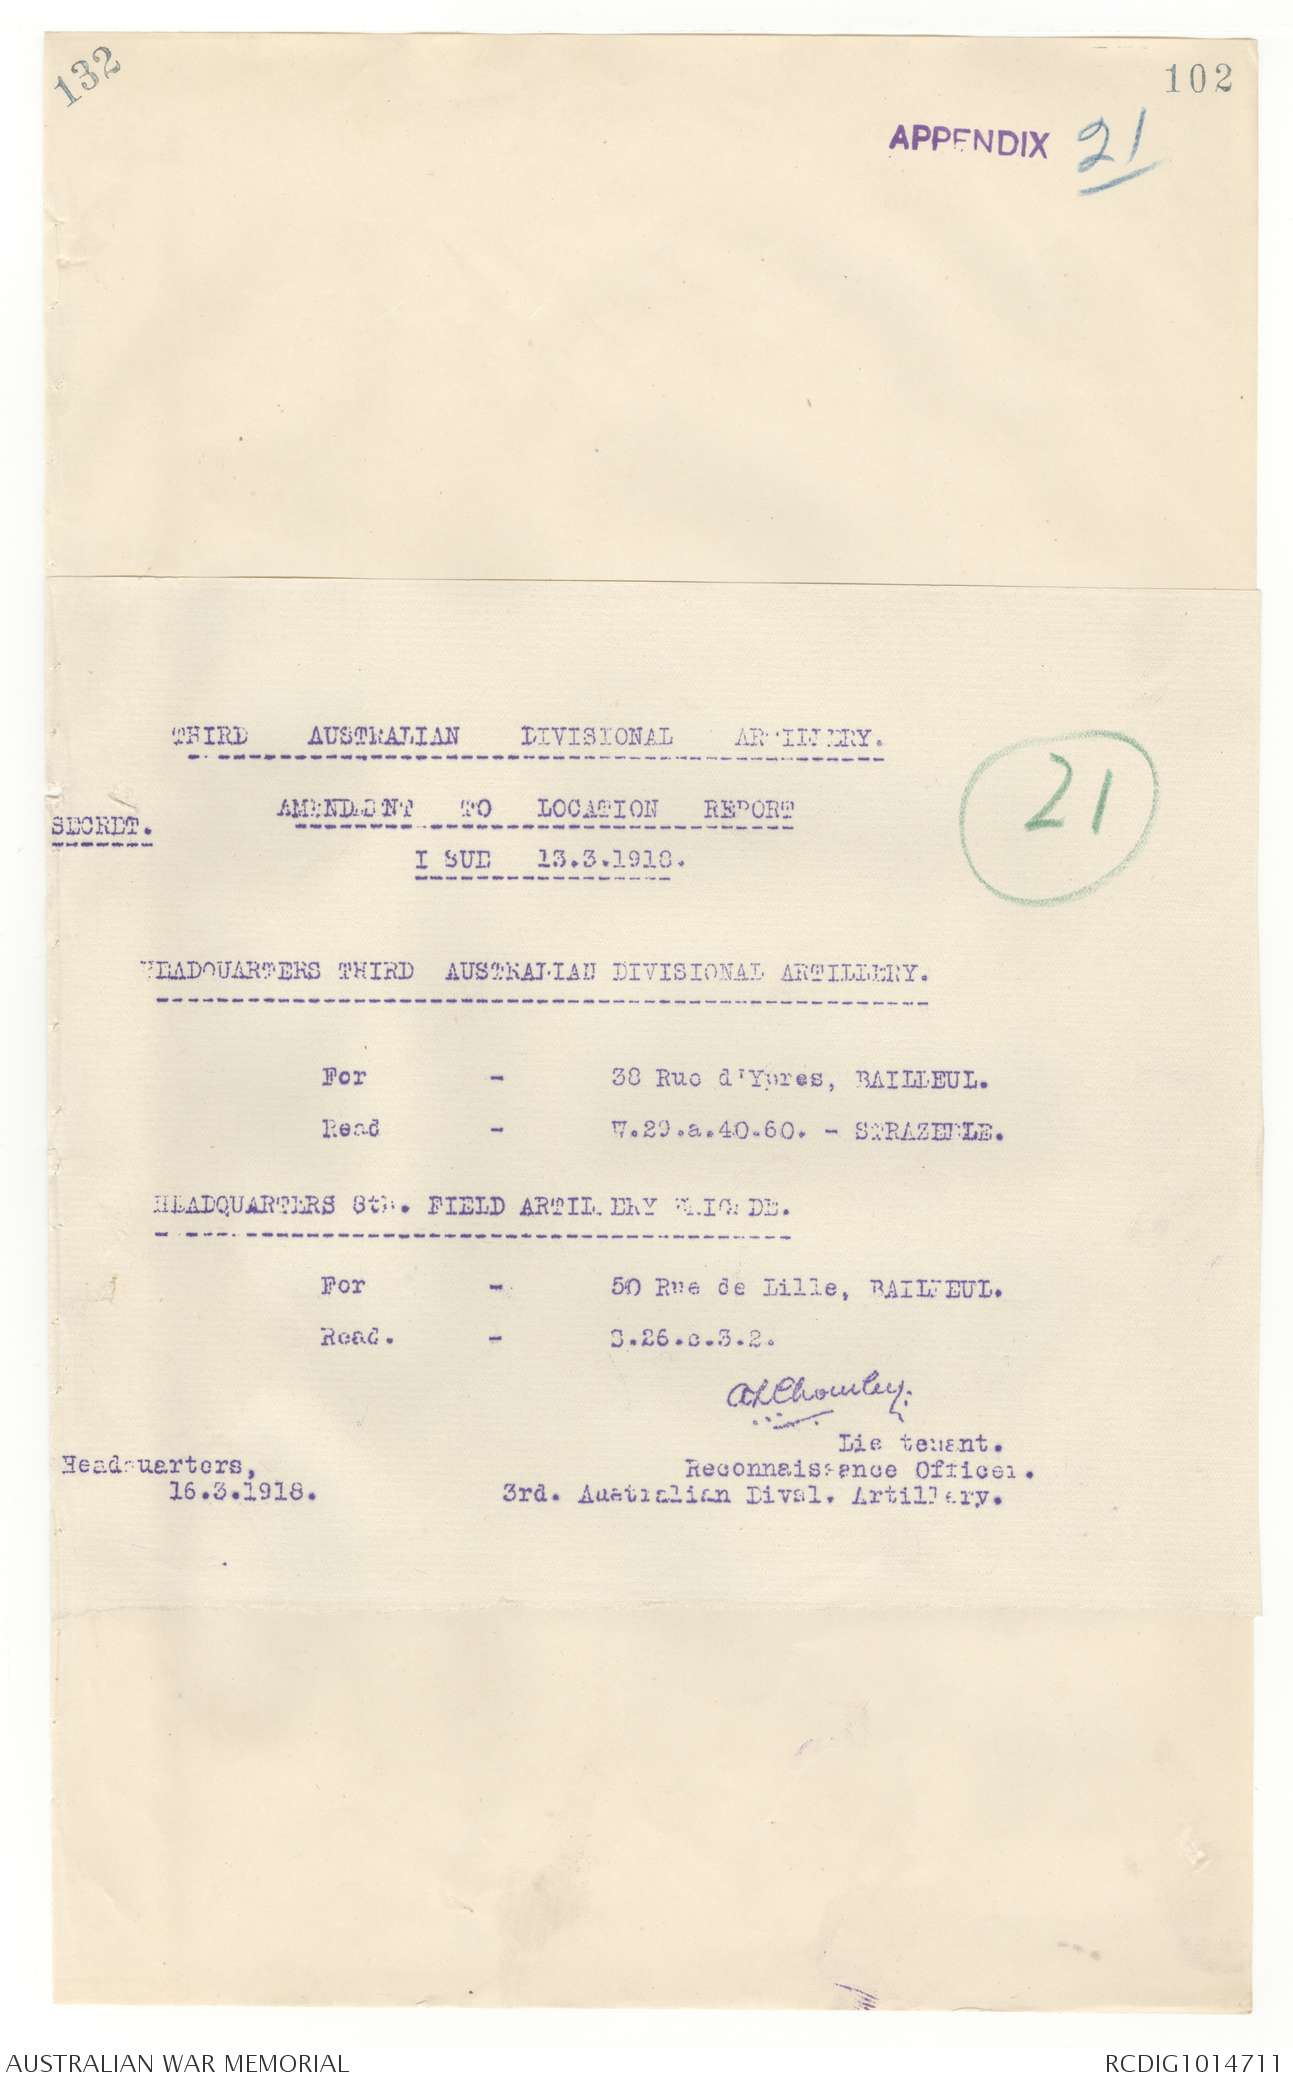 132
102
APPENDIX 21
THIRD AUSTRALIAN DIVISIONAL ARTILLERY.
21
AMENDMENT TO LOCATION REPORT
SECRET.
I SUE 13.3.1918.
HEADQUARTERS THIRD AUSTRALIAN DIVISIONAL ARTILLERY.
For - 38 Rue d'Ypres, BAILLEUL.
Read - W.29.a.40.60. - STRAZEELE.
HEADQUARTERS 8th. FIELD ARTILLERY BRIGADE.
For - 50 Rue de Lille, BAILLEUL.
Read. - S.26.c.3.2.
Lie tenant.
Headquarters,
Reconnaissance Officer.
16.3.1918.
3rd. Australian Dival. Artillery.
AUSTRALIAN WAR MEMORIAL
RCDIG1014711